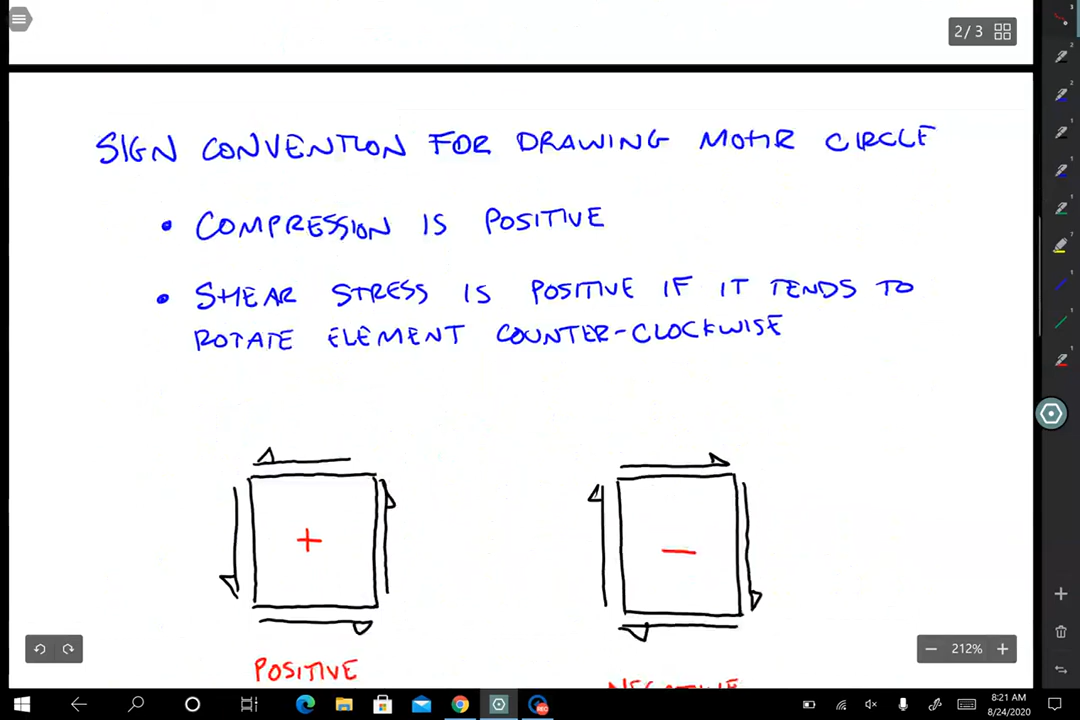 2/3
SIGN CONVENTION FOR DRAWING MOHR CIRCLE
• COMPRESSION IS POSITIVE
• SHEAR STRESS IS POSITIVE IF IT TENDS TO
ROTATE ELEMENT COUNTER-CLOCKWISE
+
−
POSITIVE
NEGATIVE
212%
8:21 AM
8/24/2020